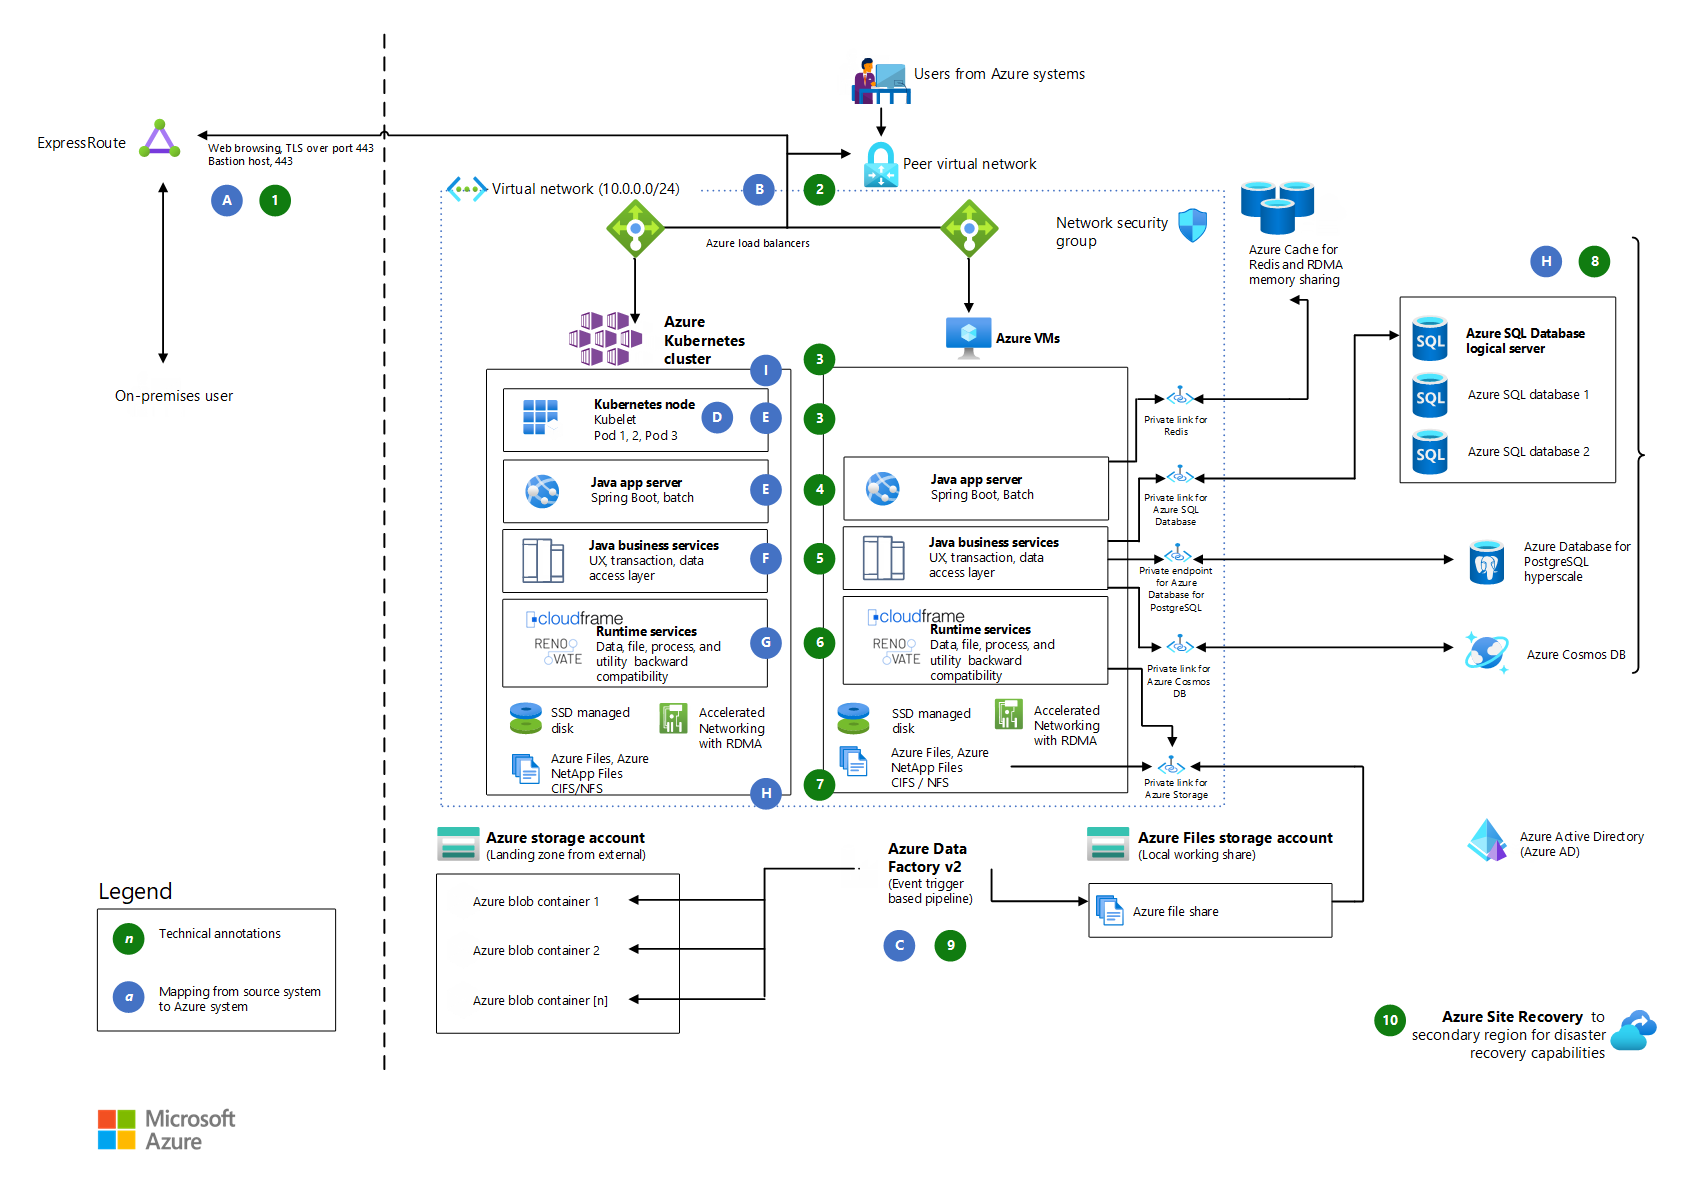 Users from Azure systems
ExpressRoute
Web browsing, TLS over port 443
Bastion host, 443
A
1
Peer virtual network
Virtual network (10.0.0.0/24)
B
2
Azure load balancers
Network security
group
Azure Cache for
Redis and RDMA
memory sharing
H
8
Azure
Kubernetes
cluster
Azure VMs
Azure SQL Database
logical server
SQL
Azure SQL database 1
SQL
Azure SQL database 2
SQL
On-premises user
I
3
Kubernetes node
Kubelet
Pod 1, 2, Pod 3
D
E
3
Private link for
Redis
Java app server
Spring Boot, batch
E
4
Java app server
Spring Boot, Batch
Private link for
Azure SQL
Database
Java business services
UX, transaction, data
access layer
F
5
Java business services
UX, transaction, data
access layer
Private endpoint
for Azure
Database for
PostgreSQL
Azure Database for
PostgreSQL
hyperscale
cloudframe
RENO
VATE
Runtime services
Data, file, process, and
utility backward
compatibility
G
6
cloudframe
RENO
VATE
Runtime services
Data, file, process, and
utility backward
compatibility
Private link for
Azure Cosmos
DB
Azure Cosmos DB
SSD managed
disk
Accelerated
Networking
with RDMA
SSD managed
disk
Accelerated
Networking
with RDMA
Azure Files, Azure
NetApp Files
CIFS/NFS
H
7
Azure Files, Azure
NetApp Files
CIFS / NFS
Private link for
Azure Storage
Azure storage account
(Landing zone from external)
Azure blob container 1
Azure blob container 2
Azure blob container [n]
Azure Data
Factory v2
(Event trigger
based pipeline)
C
9
Azure Files storage account
(Local working share)
Azure file share
Azure Active Directory
(Azure AD)
Legend
n
Technical annotations
a
Mapping from source system
to Azure system
10
Azure Site Recovery to
secondary region for disaster
recovery capabilities
Microsoft
Azure